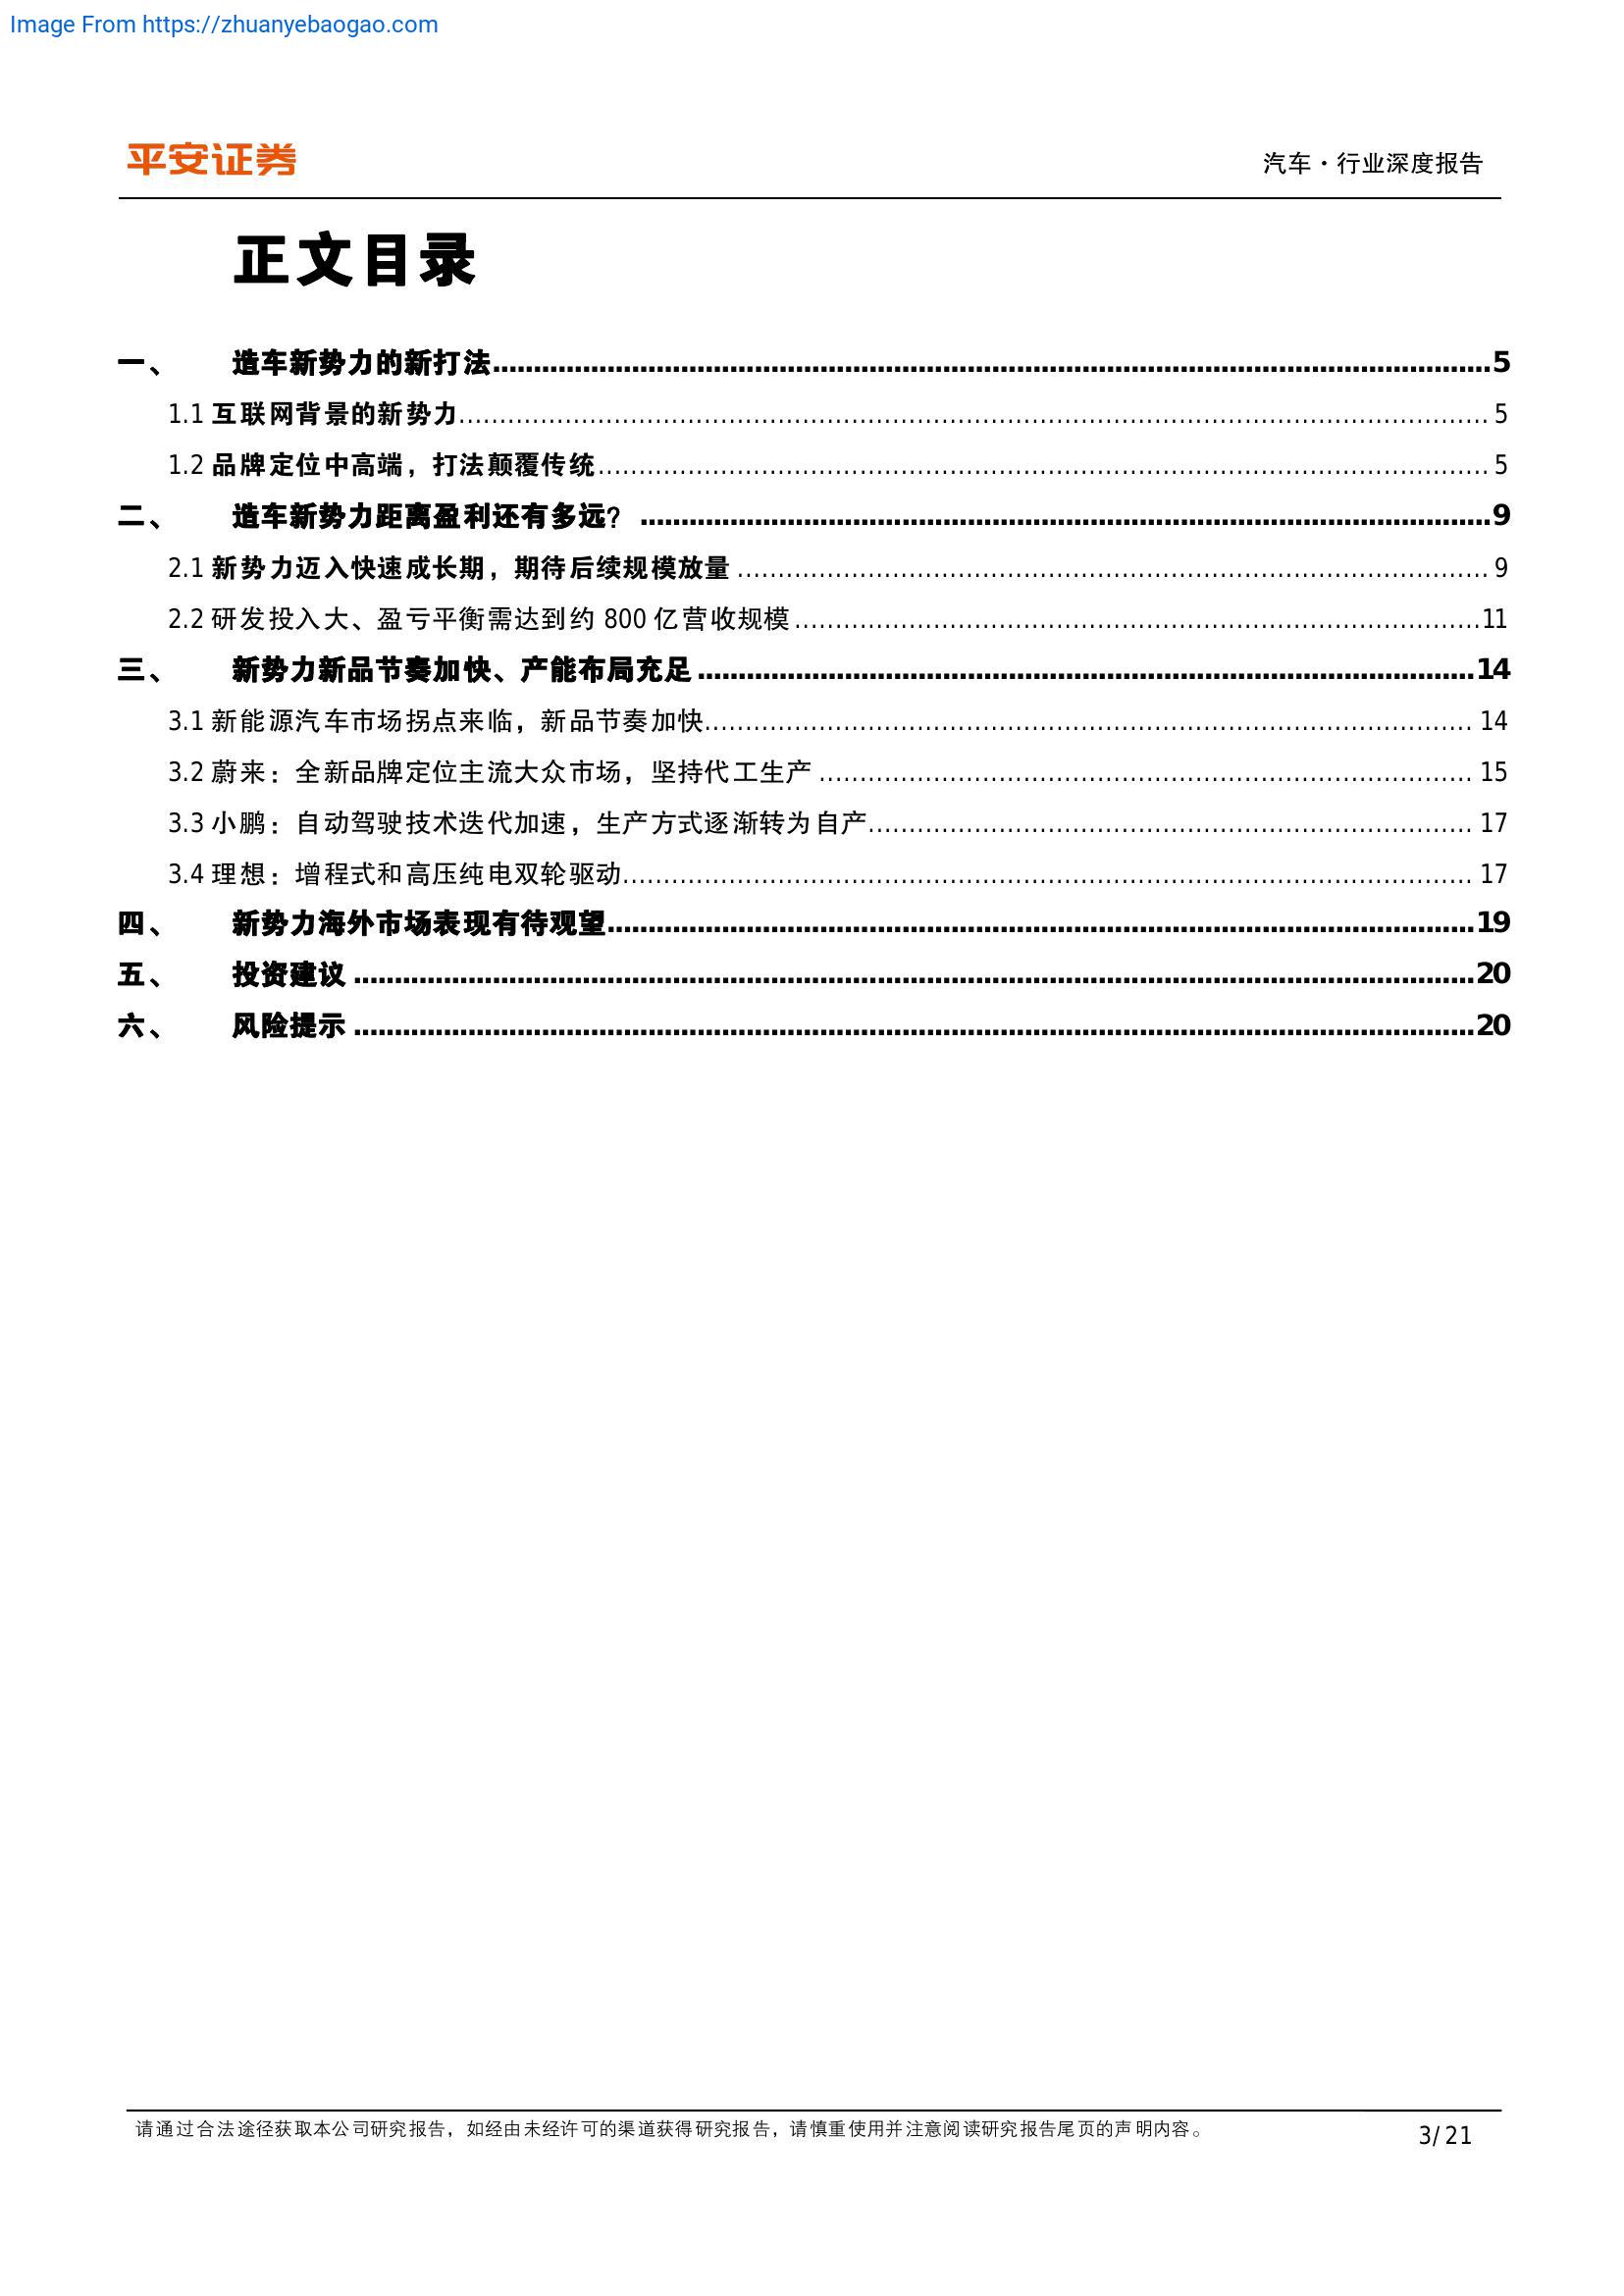 Image From https://zhuanyebaogao.com
平安证券
汽车·行业深度报告
正文目录
一、 造车新势力的新打法 5
1.1 互联网背景的新势力 5
1.2 品牌定位中高端，打法颠覆传统 5
二、 造车新势力距离盈利还有多远？ 9
2.1 新势力迈入快速成长期，期待后续规模放量 9
2.2 研发投入大、盈亏平衡需达到约 800 亿营收规模 11
三、 新势力新品节奏加快、产能布局充足 14
3.1 新能源汽车市场拐点来临，新品节奏加快 14
3.2 蔚来：全新品牌定位主流大众市场，坚持代工生产 15
3.3 小鹏：自动驾驶技术迭代加速，生产方式逐渐转为自产 17
3.4 理想：增程式和高压纯电双轮驱动 17
四、 新势力海外市场表现有待观望 19
五、 投资建议 20
六、 风险提示 20
请通过合法途径获取本公司研究报告，如经由未经许可的渠道获得研究报告，请慎重使用并注意阅读研究报告尾页的声明内容。
3/ 21